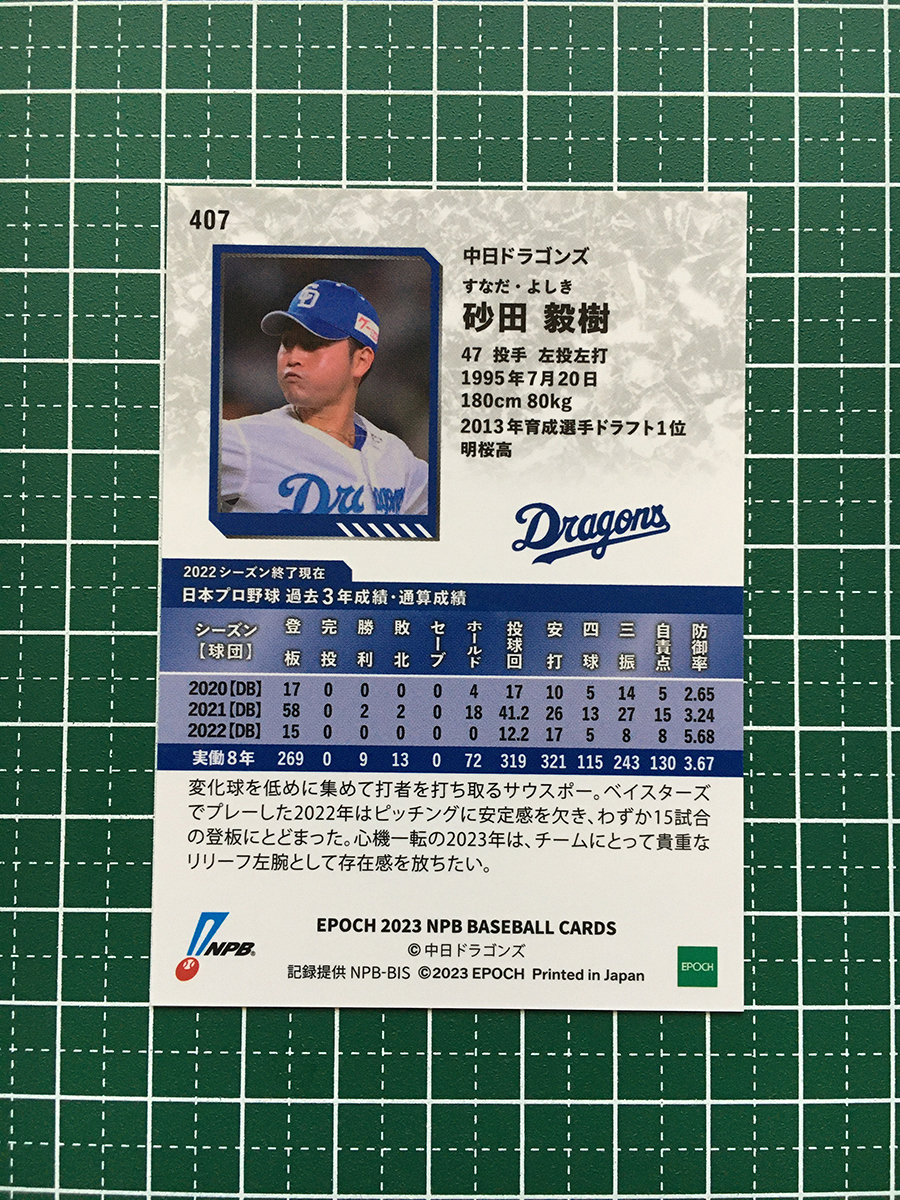 407
中日ドラゴンズ
すなだ・よしき
砂田 毅樹
47 投手 左投左打
1995年7月20日
180cm 80kg
2013年育成選手ドラフト1位
明桜高
Dragons
2022シーズン終了現在
日本プロ野球 過去3年成績・通算成績
シーズン【球団】 登板 完投 勝利 敗北 セーブ ホールド 投球回 安打 四球 三振 自責点 防御率
2020【DB】 17 0 0 0 0 4 17 10 5 14 5 2.65
2021【DB】 58 0 2 2 0 18 41.2 26 13 27 15 3.24
2022【DB】 15 0 0 0 0 0 12.2 17 5 8 8 5.68
実働8年 269 0 9 13 0 72 319 321 115 243 130 3.67
変化球を低めに集めて打者を打ち取るサウスポー。ベイスターズ
でプレーした2022年はピッチングに安定感を欠き、わずか15試合
の登板にとどまった。心機一転の2023年は、チームにとって貴重な
リリーフ左腕として存在感を放ちたい。
NPB
EPOCH 2023 NPB BASEBALL CARDS
©中日ドラゴンズ
記録提供 NPB-BIS ©2023 EPOCH Printed in Japan
EPOCH